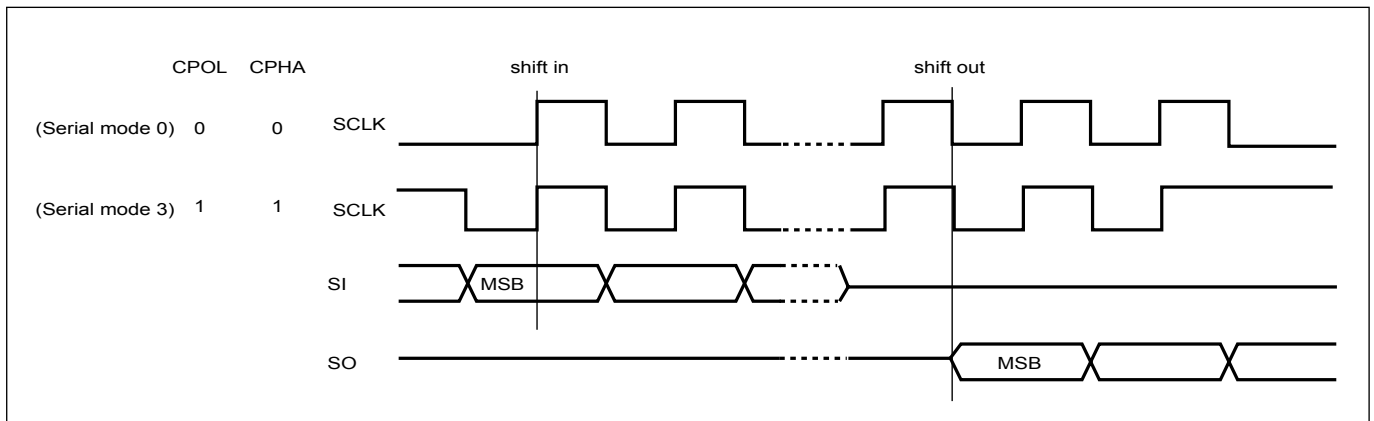 CPOL CPHA shift in shift out
(Serial mode 0) 0 0 SCLK
(Serial mode 3) 1 1 SCLK
SI MSB
SO MSB